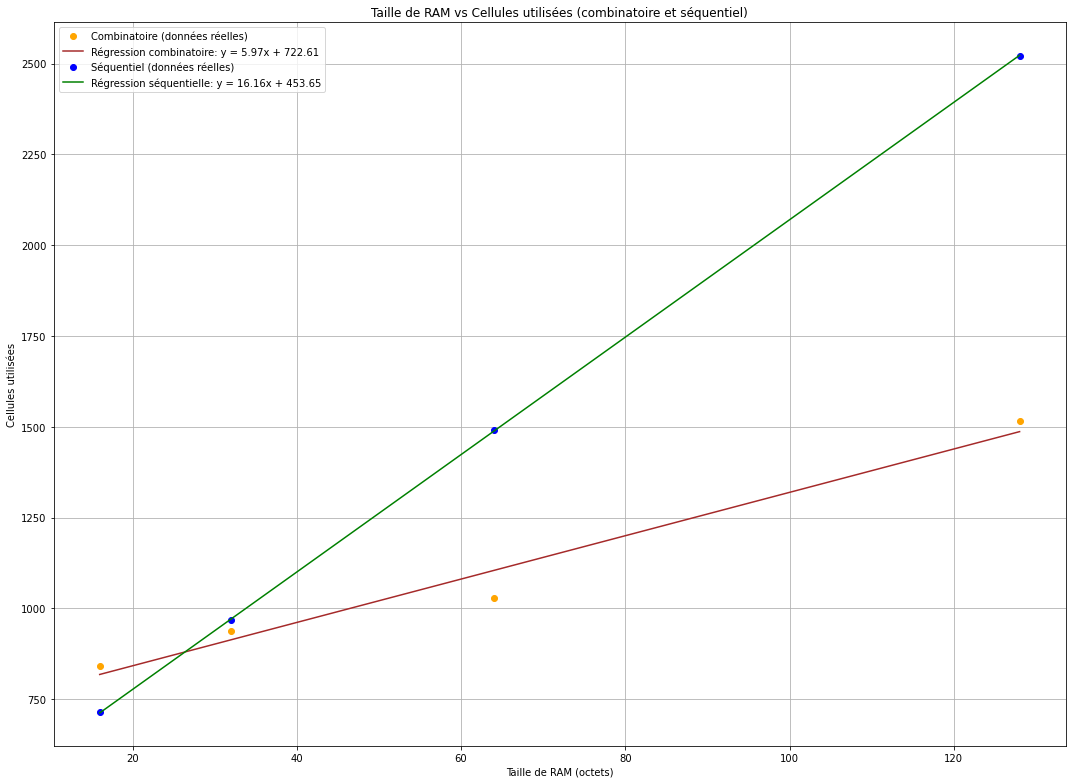 Taille de RAM vs Cellules utilisées (combinatoire et séquentiel)
Combinatoire (données réelles)
Régression combinatoire: y = 5.97x + 722.61
Séquentiel (données réelles)
Régression séquentielle: y = 16.16x + 453.65
Cellules utilisées
2500
2250
2000
1750
1500
1250
1000
750
20 40 60 80 100 120
Taille de RAM (octets)